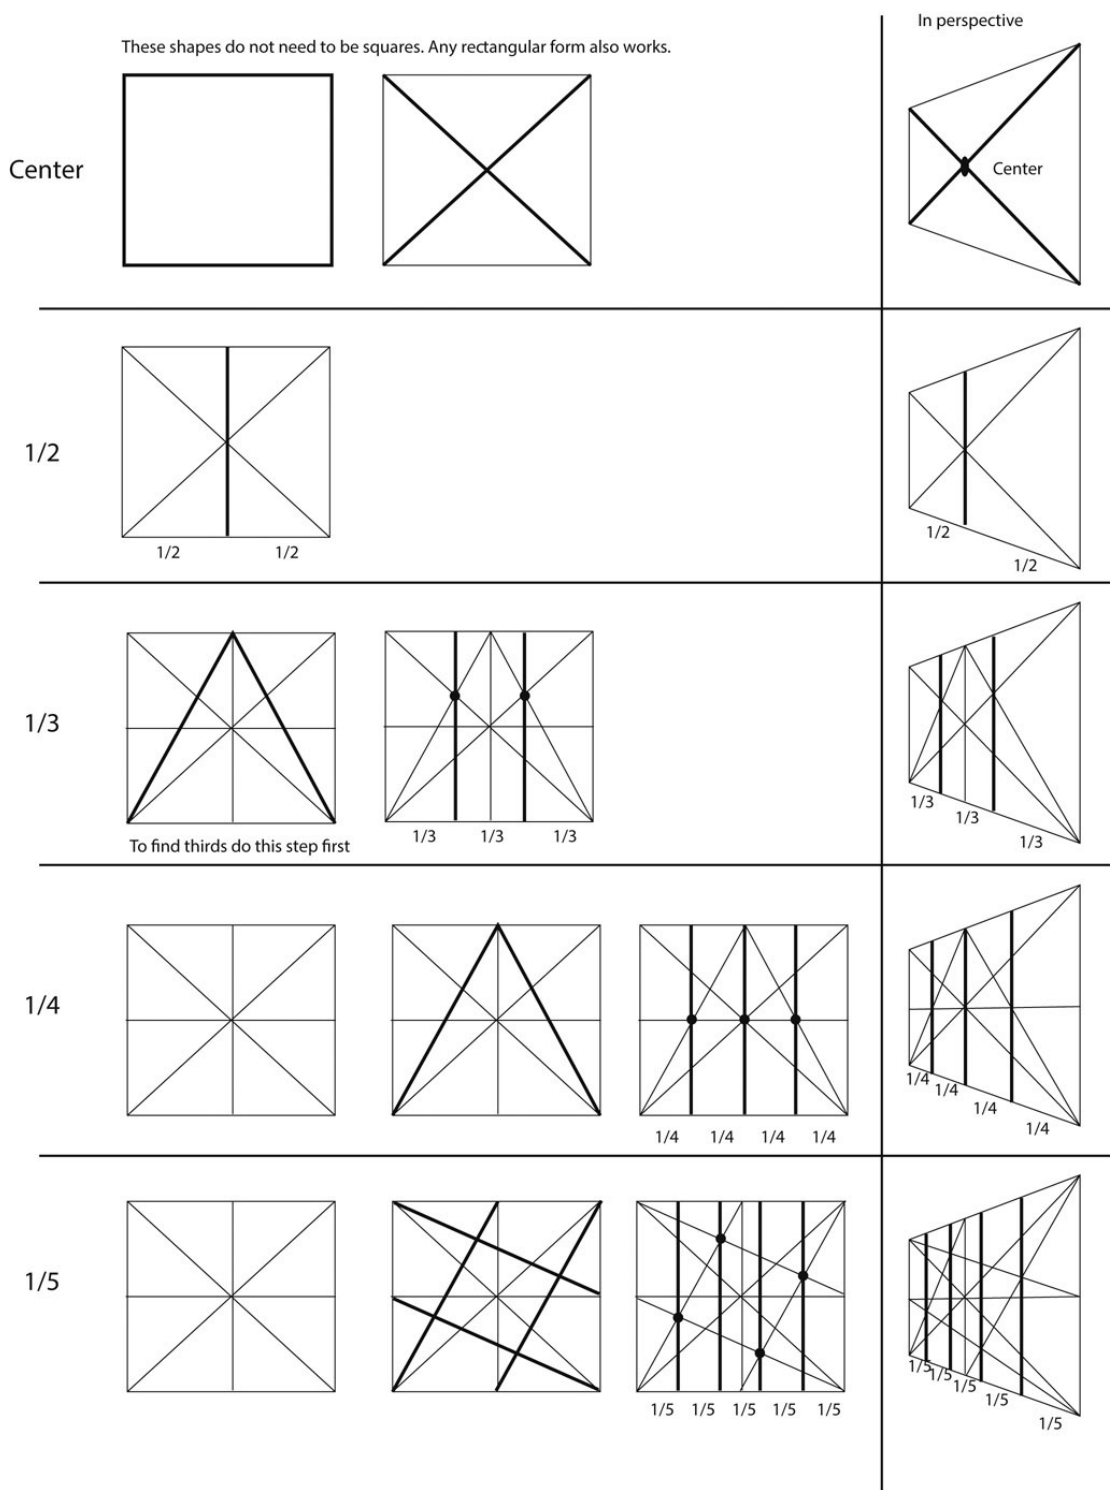 In perspective
These shapes do not need to be squares. Any rectangular form also works.
Center
Center
1/2
1/2 1/2
1/2
1/2
1/3
1/3 1/3 1/3
To find thirds do this step first
1/3
1/3
1/3
1/4
1/4 1/4 1/4 1/4
1/4
1/4
1/4
1/4
1/5
1/5 1/5 1/5 1/5 1/5
1/5
1/5
1/5
1/5
1/5